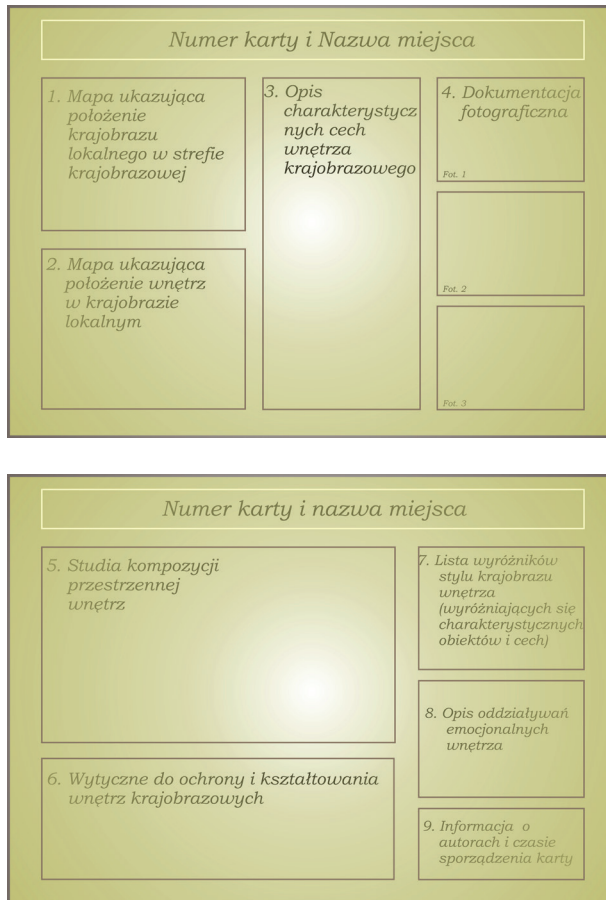 Numer karty i Nazwa miejsca
1. Mapa ukazująca
położenie
krajobrazu
lokalnego w strefie
krajobrazowej
2. Mapa ukazująca
położenie wnętrz
w krajobrazie
lokalnym
3. Opis
charakterystycz
nych cech
wnętrza
krajobrazowego
4. Dokumentacja
fotograficzna
Fot. 1
Fot. 2
Fot. 3
Numer karty i nazwa miejsca
5. Studia kompozycji
przestrzennej
wnętrz
6. Wytyczne do ochrony i kształtowania
wnętrz krajobrazowych
7. Lista wyróżników
stylu krajobrazu
wnętrza
(wyróżniających się
charakterystycznych
obiektów i cech)
8. Opis oddziaływań
emocjonalnych
wnętrza
9. Informacja o
autorach i czasie
sporządzenia karty